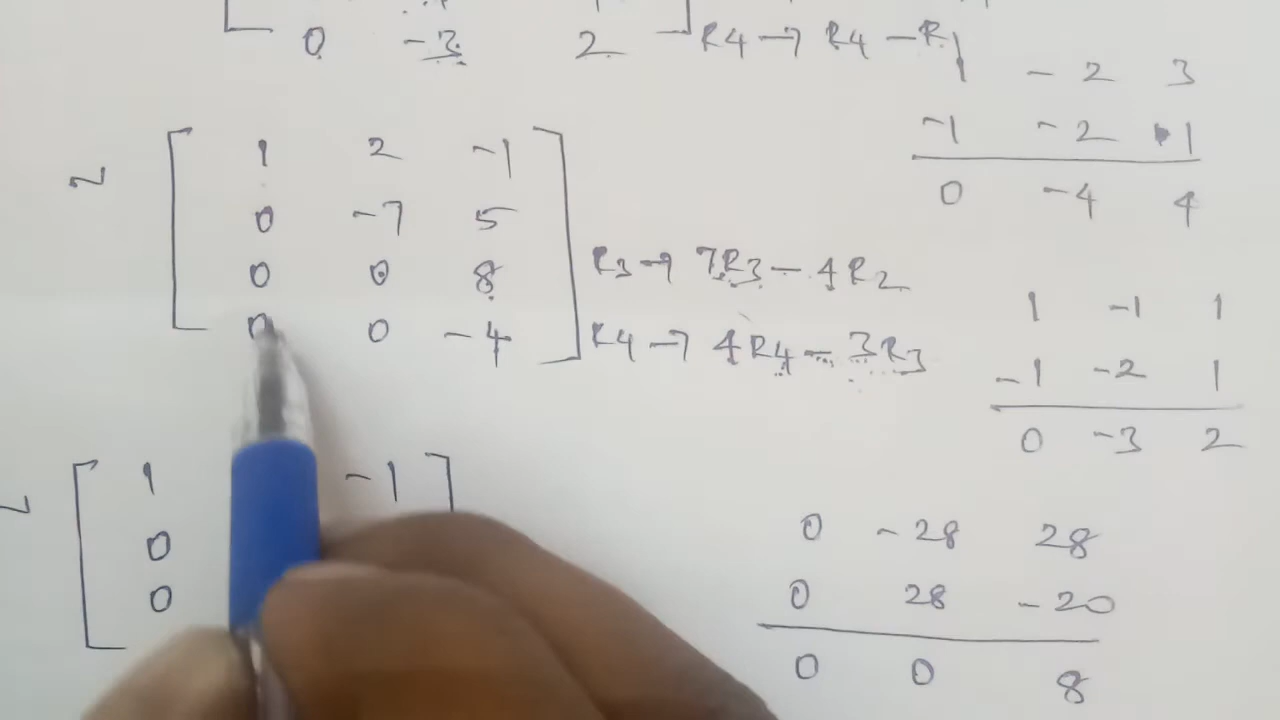 0 -3 2 R4 → R4 - R1
1 -2 3
-1 -2 1
0 -4 4
~ 1 2 -1
0 -7 5
0 0 8 R3 → 7R3 - 4R2
0 0 -4 R4 → 4R4 - 3R3
1 -1 1
-1 -2 1
0 -3 2
~ 1 -1
0
0
0 -28 28
0 28 -20
0 0 8